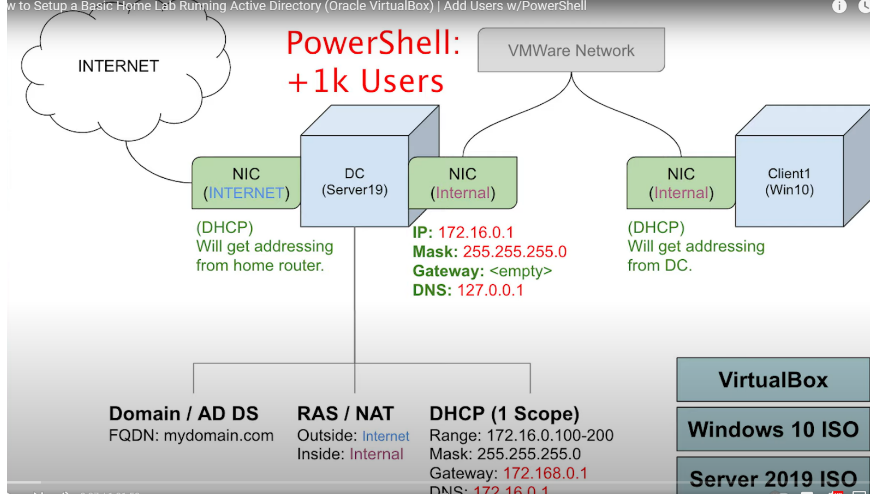 w to Setup a Basic Home Lab Running Active Directory (Oracle VirtualBox) | Add Users w/PowerShell
INTERNET
PowerShell:
+1k Users
VMWare Network
NIC
(INTERNET)
DC
(Server19)
NIC
(Internal)
NIC
(Internal)
Client1
(Win10)
(DHCP)
Will get addressing
from home router.
IP: 172.16.0.1
Mask: 255.255.255.0
Gateway: <empty>
DNS: 127.0.0.1
(DHCP)
Will get addressing
from DC.
Domain / AD DS
FQDN: mydomain.com
RAS / NAT
Outside: Internet
Inside: Internal
DHCP (1 Scope)
Range: 172.16.0.100-200
Mask: 255.255.255.0
Gateway: 172.168.0.1
DNS: 172.16.0.1
VirtualBox
Windows 10 ISO
Server 2019 ISO